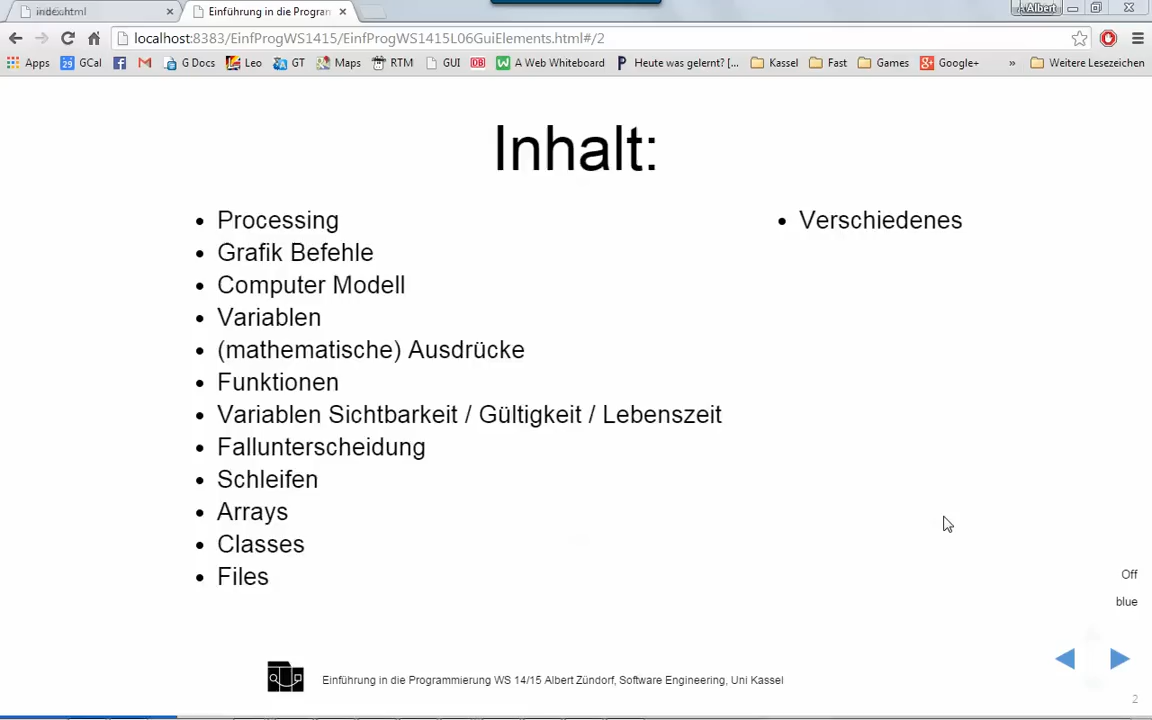 index.html
Einführung in die Program
Albert
localhost:8383/EinfProgWS1415/EinfProgWS1415L06GuiElements.html#/2
Apps GCal G Docs Leo GT Maps RTM GUI DB A Web Whiteboard Heute was gelernt? [... Kassel Fast Games Google+ » Weitere Lesezeichen
Inhalt:
• Processing
• Grafik Befehle
• Computer Modell
• Variablen
• (mathematische) Ausdrücke
• Funktionen
• Variablen Sichtbarkeit / Gültigkeit / Lebenszeit
• Fallunterscheidung
• Schleifen
• Arrays
• Classes
• Files
• Verschiedenes
Off
blue
Einführung in die Programmierung WS 14/15 Albert Zündorf, Software Engineering, Uni Kassel
2